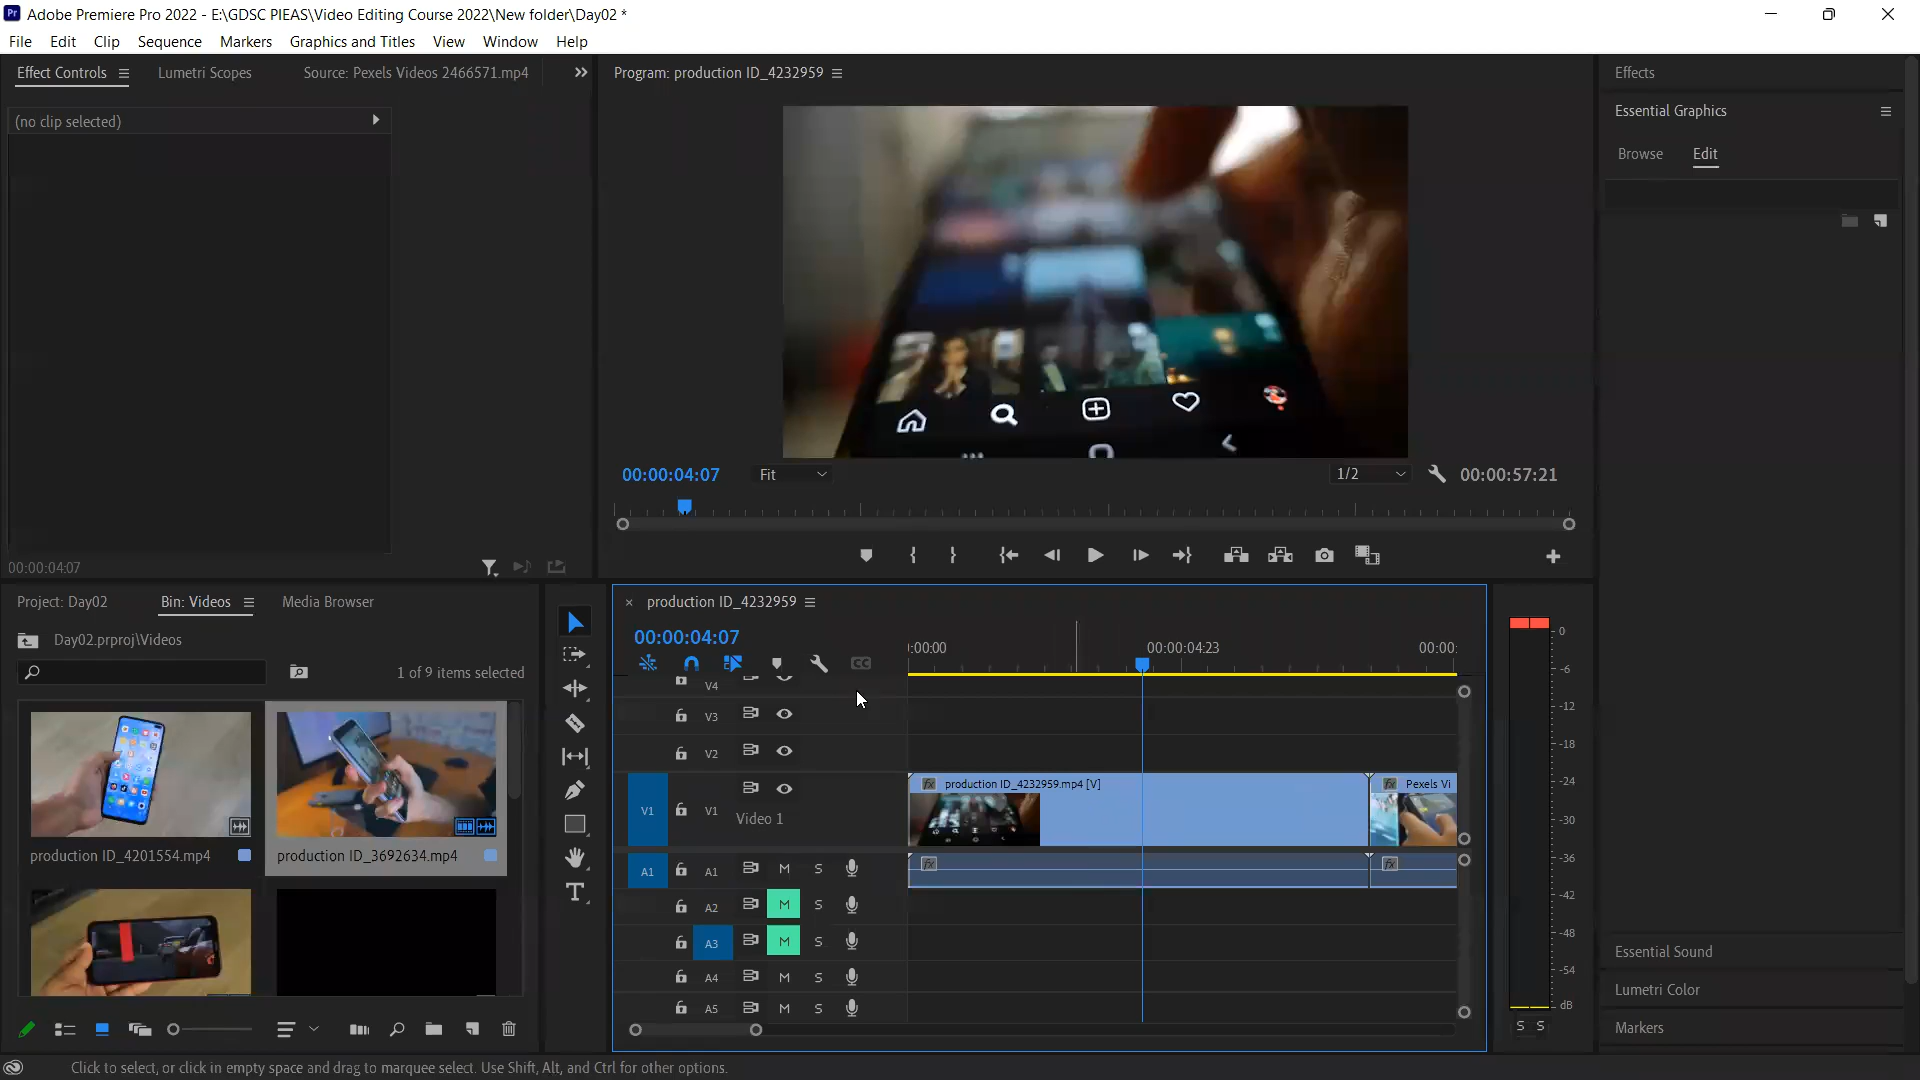 Adobe Premiere Pro 2022 - E:\GDSC PIEAS\Video Editing Course 2022\New folder\Day02 *
File Edit Clip Sequence Markers Graphics and Titles View Window Help
Effect Controls Lumetri Scopes Source: Pexels Videos 2466571.mp4
Program: production ID_4232959
Effects
Essential Graphics
Browse Edit
(no clip selected)
00:00:04:07 Fit 1/2 00:00:57:21
00:00:04:07
Project: Day02 Bin: Videos Media Browser
Day02.prproj\Videos
1 of 9 items selected
production ID_4201554.mp4
production ID_3692634.mp4
production ID_4232959
00:00:04:07
:00:00 00:00:04:23 00:00:
V4
V3
V2
V1 V1 Video 1
production ID_4232959.mp4 [V]
Pexels Vi
A1 A1 M S
A2 M S
A3 M S
A4 M S
A5 M S
0
-6
-12
-18
-24
-30
-36
-42
-48
-54
dB
S S
Essential Sound
Lumetri Color
Markers
Click to select, or click in empty space and drag to marquee select. Use Shift, Alt, and Ctrl for other options.